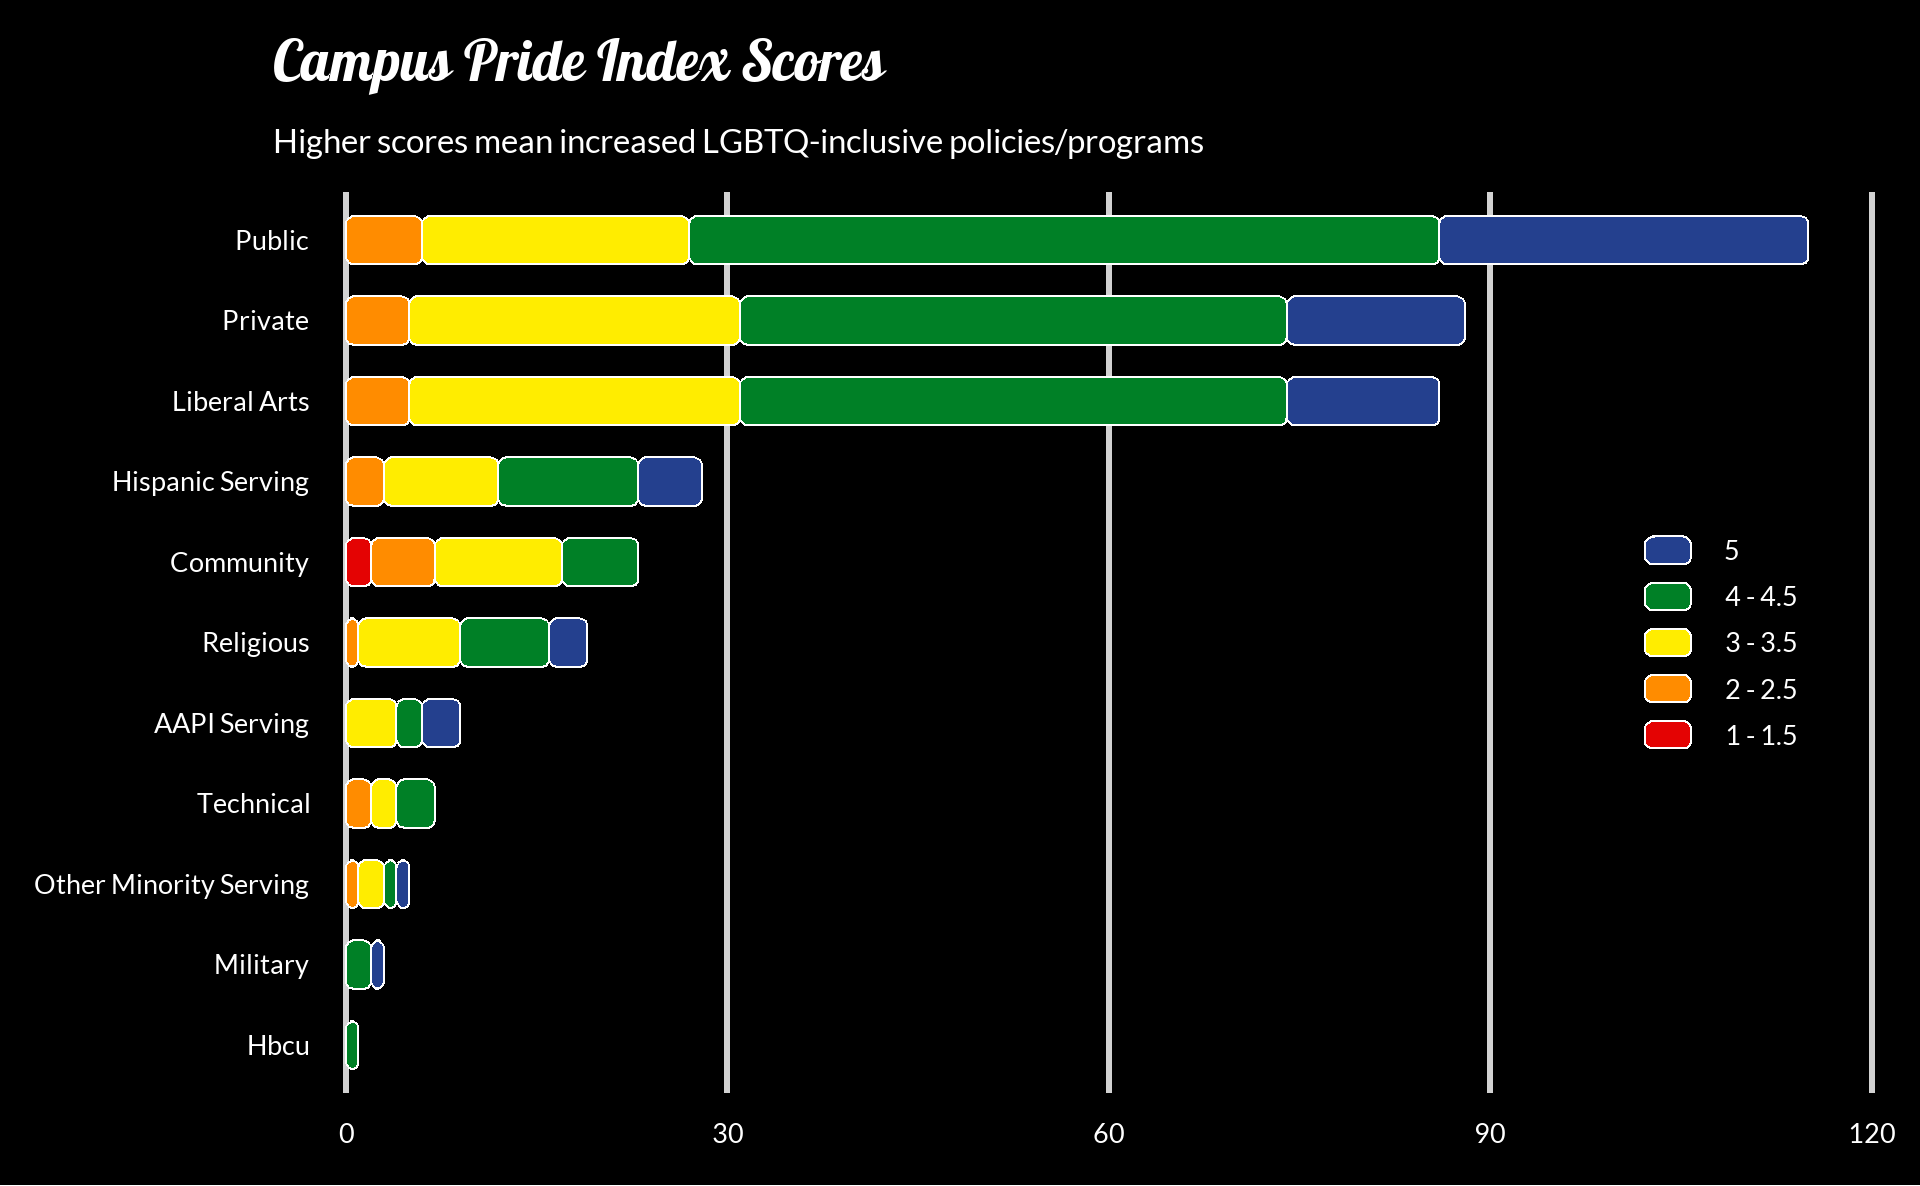 Campus Pride Index Scores
Higher scores mean increased LGBTQ-inclusive policies/programs
Public
Private
Liberal Arts
Hispanic Serving
Community
Religious
AAPI Serving
Technical
Other Minority Serving
Military
Hbcu
5
4 - 4.5
3 - 3.5
2 - 2.5
1 - 1.5
0 30 60 90 120